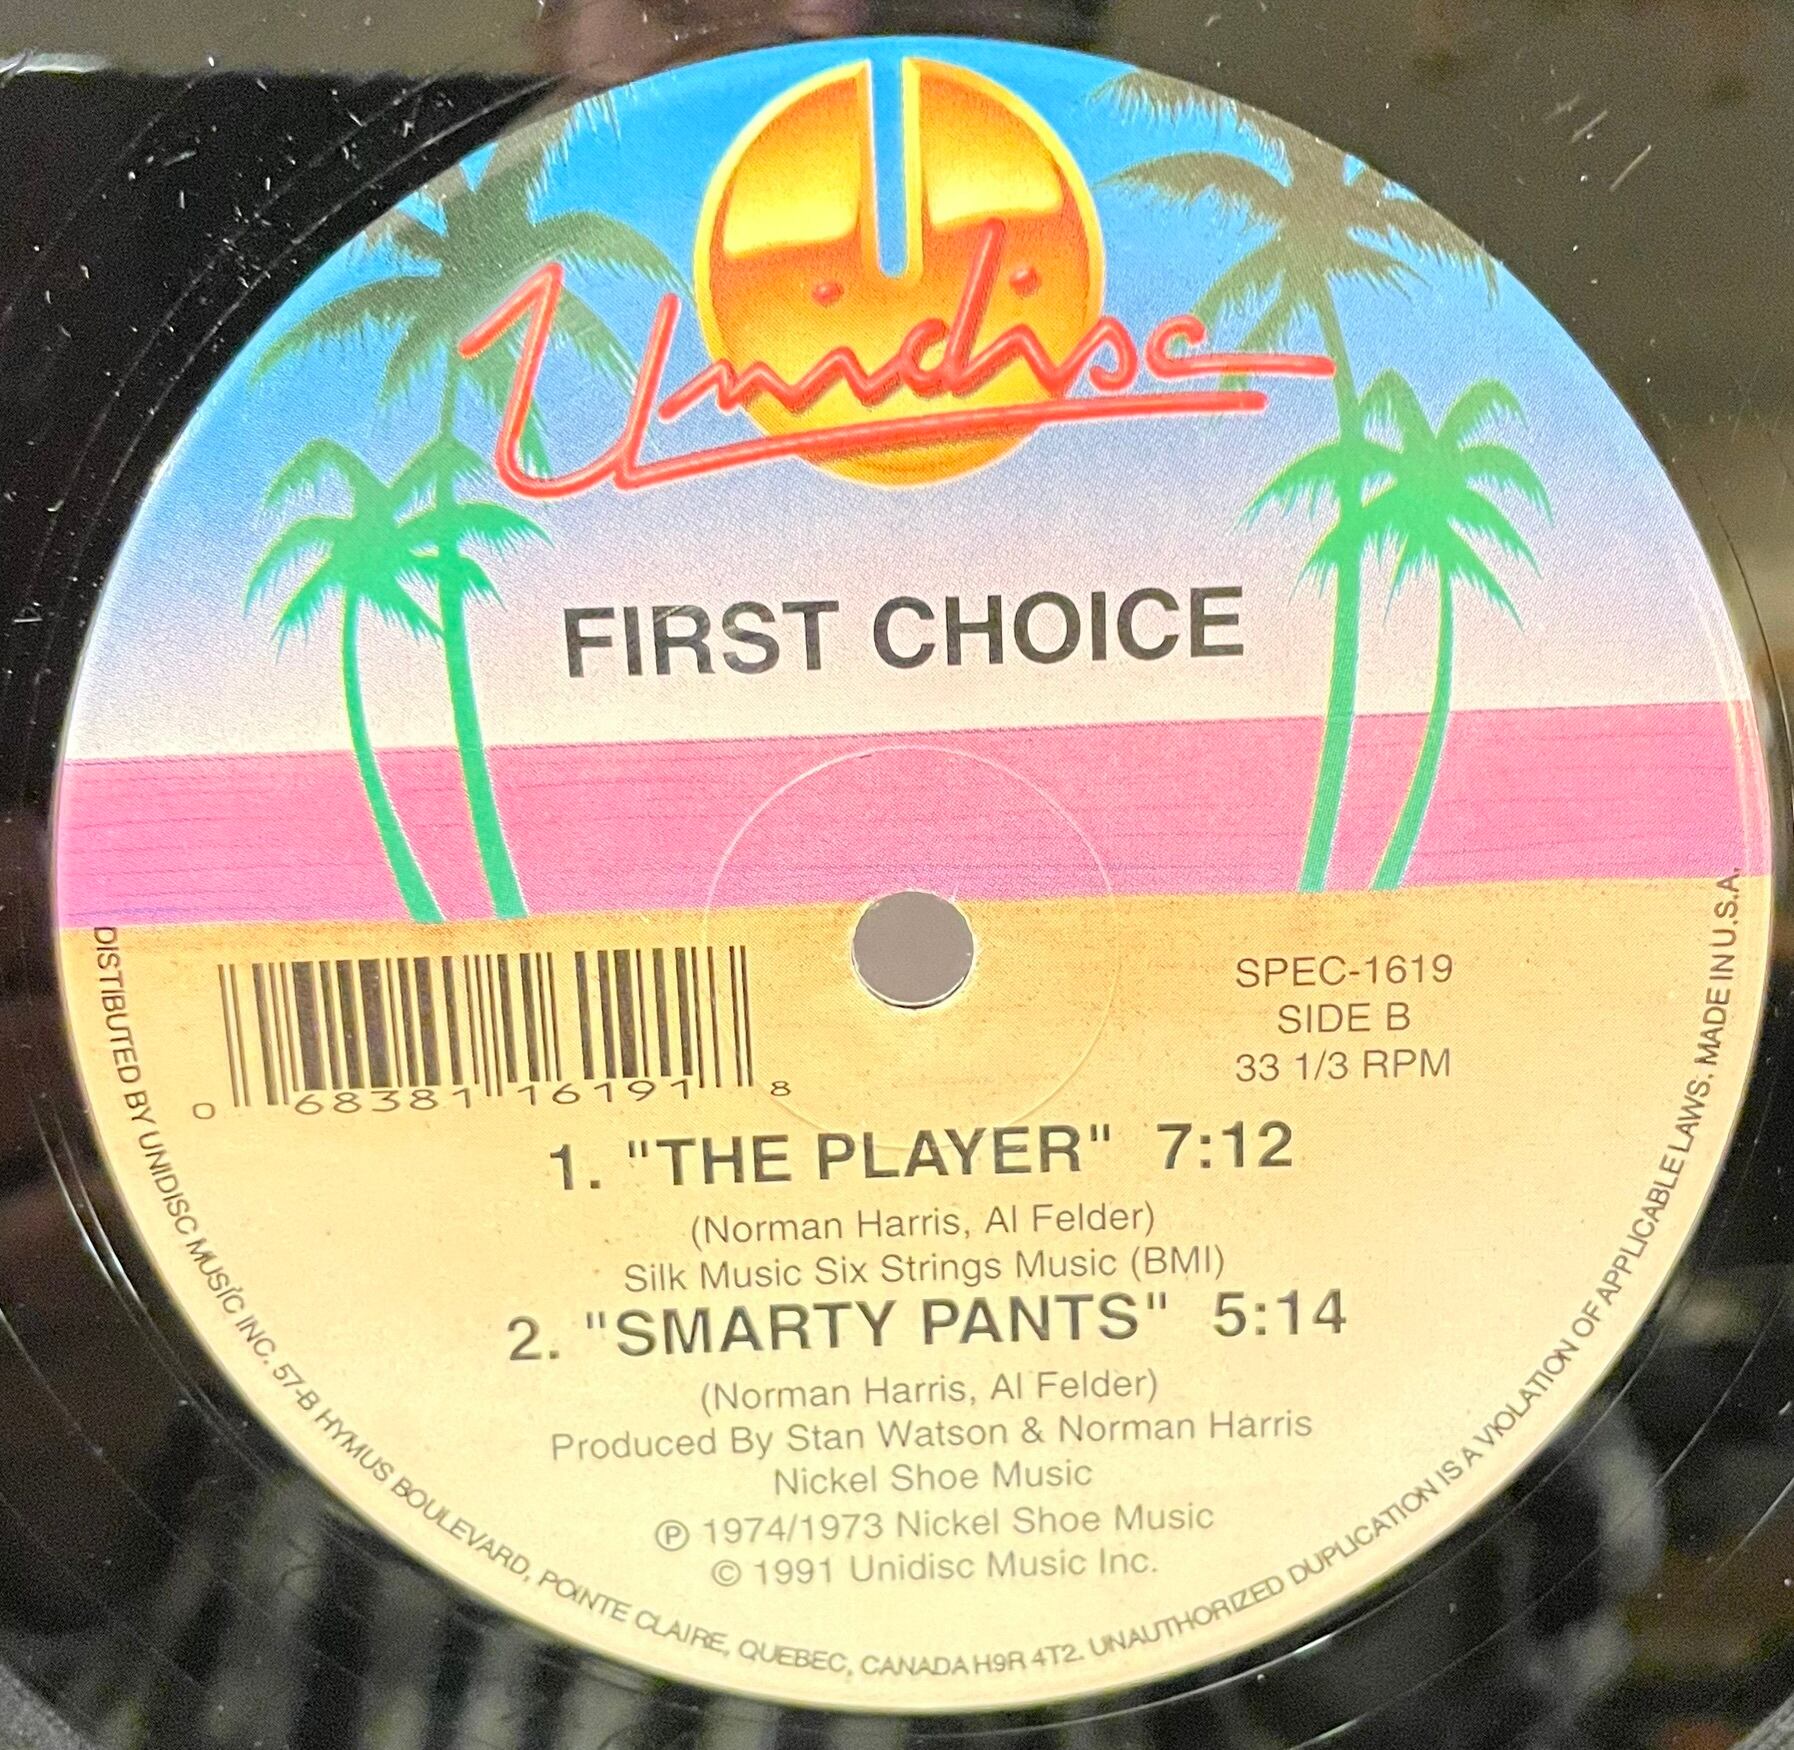 Unidisc
FIRST CHOICE
SPEC-1619
SIDE B
33 1/3 RPM
0 68381 16191 8
1. "THE PLAYER" 7:12
(Norman Harris, Al Felder)
Silk Music Six Strings Music (BMI)
2. "SMARTY PANTS" 5:14
(Norman Harris, Al Felder)
Produced By Stan Watson & Norman Harris
Nickel Shoe Music
℗ 1974/1973 Nickel Shoe Music
© 1991 Unidisc Music Inc.
DISTIBUTED BY UNIDISC MUSIC INC. 57-B HYMUS BOULEVARD, POINTE CLAIRE, QUEBEC, CANADA H9R 4T2. UNAUTHORIZED DUPLICATION IS A VIOLATION OF APPLICABLE LAWS. MADE IN U.S.A.